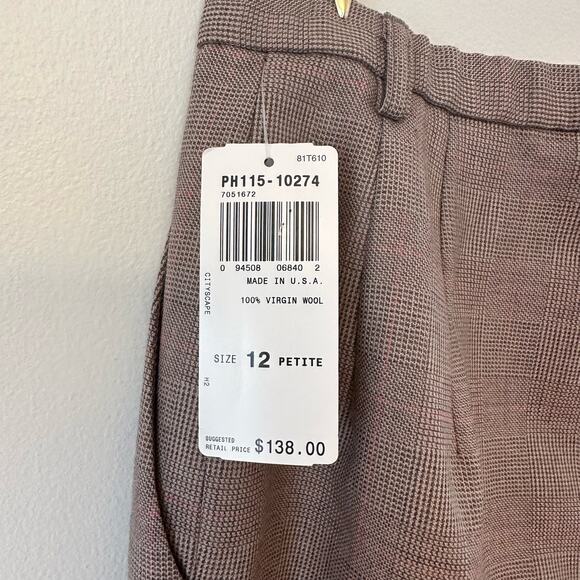 81T610
PH115-10274
7051672
0 94508 06840 2
MADE IN U.S.A.
100% VIRGIN WOOL
CITYSCAPE
SIZE 12 PETITE
H2
SUGGESTED
RETAIL PRICE $138.00